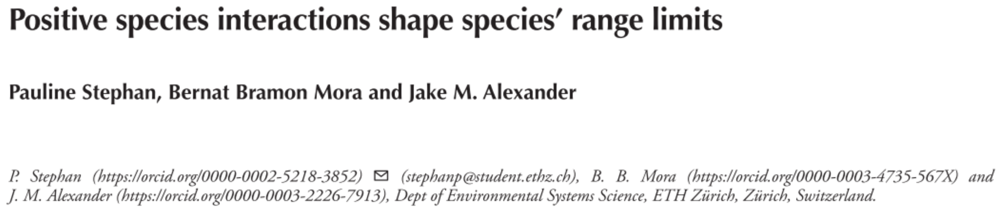 Positive species interactions shape species’ range limits
Pauline Stephan, Bernat Bramon Mora and Jake M. Alexander
P. Stephan (https://orcid.org/0000-0002-5218-3852) ✉ (stephanp@student.ethz.ch), B. B. Mora (https://orcid.org/0000-0003-4735-567X) and
J. M. Alexander (https://orcid.org/0000-0003-2226-7913), Dept of Environmental Systems Science, ETH Zürich, Zürich, Switzerland.